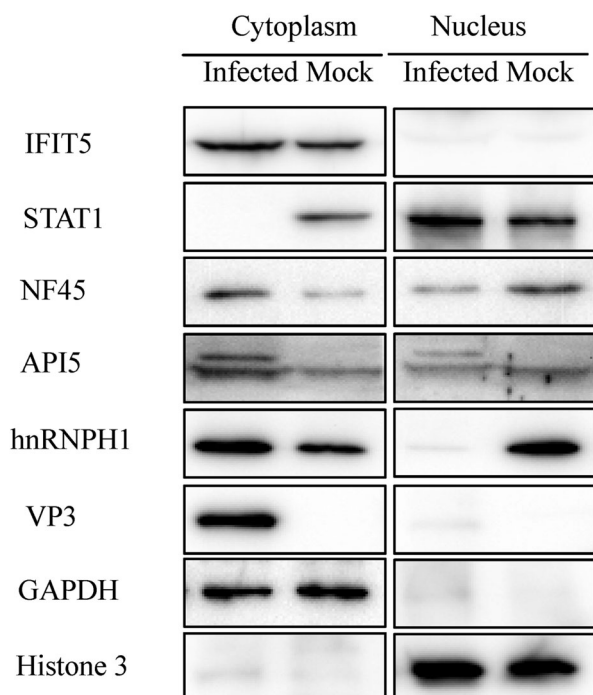 Cytoplasm Nucleus
Infected Mock Infected Mock
IFIT5
STAT1
NF45
API5
hnRNPH1
VP3
GAPDH
Histone 3